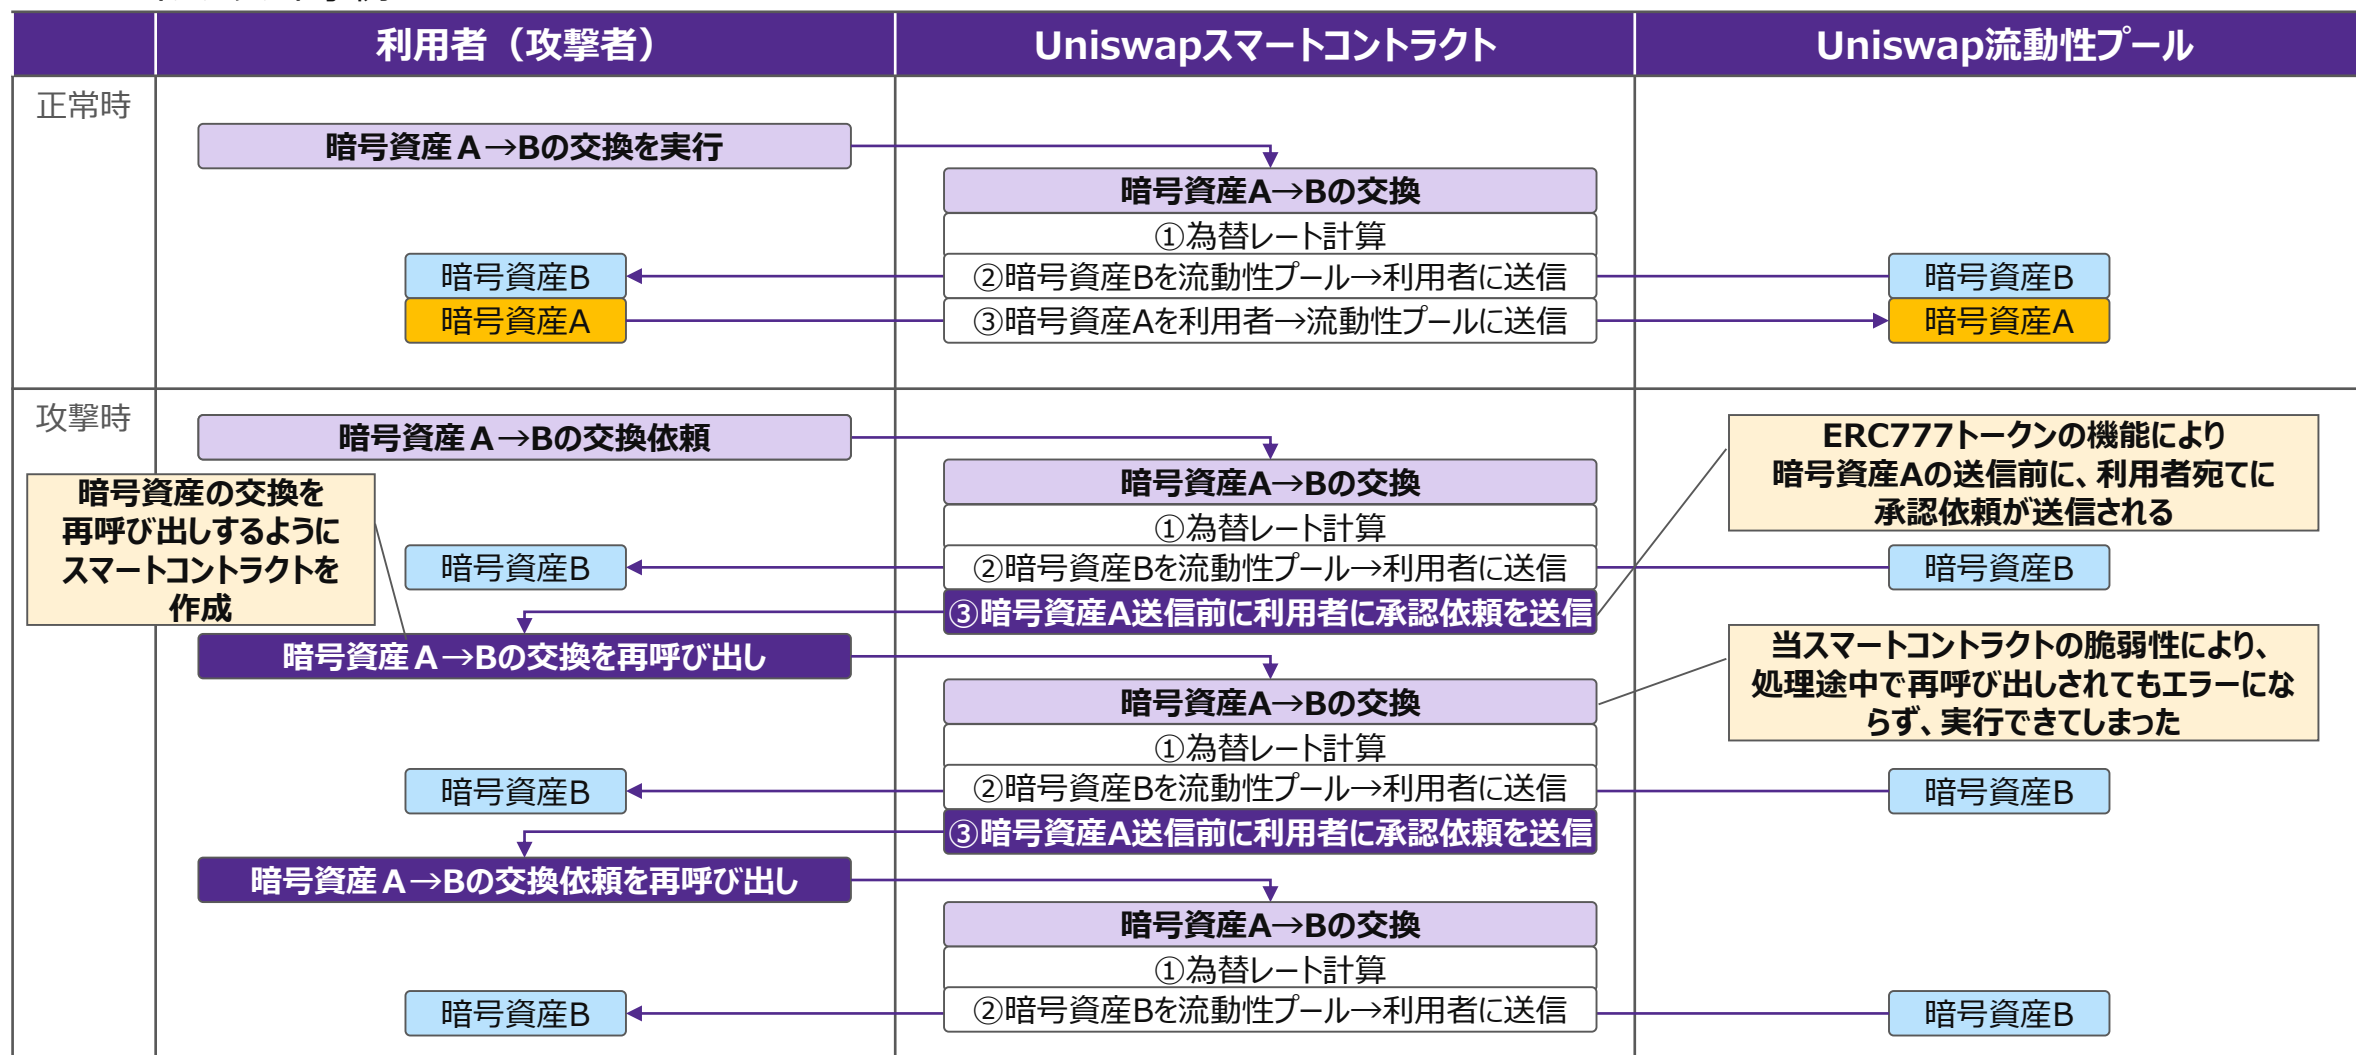 利用者（攻撃者）
Uniswapスマートコントラクト
Uniswap流動性プール
正常時
暗号資産A→Bの交換を実行
暗号資産A→Bの交換
①為替レート計算
暗号資産B
②暗号資産Bを流動性プール→利用者に送信
暗号資産B
暗号資産A
③暗号資産Aを利用者→流動性プールに送信
暗号資産A
攻撃時
暗号資産A→Bの交換依頼
ERC777トークンの機能により
暗号資産Aの送信前に、利用者宛てに
承認依頼が送信される
暗号資産の交換を
再呼び出しするように
スマートコントラクトを
作成
暗号資産A→Bの交換
①為替レート計算
暗号資産B
②暗号資産Bを流動性プール→利用者に送信
暗号資産B
③暗号資産A送信前に利用者に承認依頼を送信
暗号資産A→Bの交換を再呼び出し
当スマートコントラクトの脆弱性により、
処理途中で再呼び出しされてもエラーにな
らず、実行できてしまった
暗号資産A→Bの交換
①為替レート計算
暗号資産B
②暗号資産Bを流動性プール→利用者に送信
暗号資産B
③暗号資産A送信前に利用者に承認依頼を送信
暗号資産A→Bの交換依頼を再呼び出し
暗号資産A→Bの交換
①為替レート計算
暗号資産B
②暗号資産Bを流動性プール→利用者に送信
暗号資産B